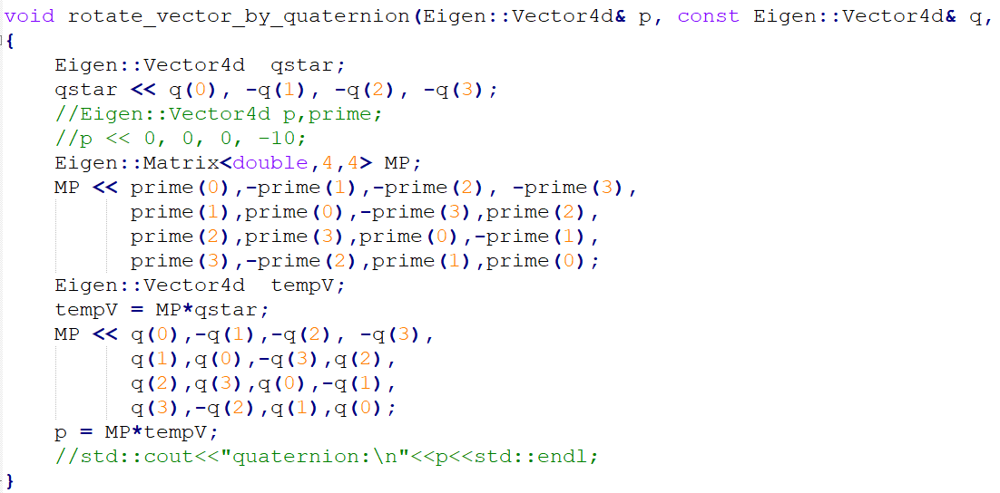 void rotate_vector_by_quaternion(Eigen::Vector4d& p, const Eigen::Vector4d& q,
{
    Eigen::Vector4d  qstar;
    qstar << q(0), -q(1), -q(2), -q(3);
    //Eigen::Vector4d p,prime;
    //p << 0, 0, 0, -10;
    Eigen::Matrix<double,4,4> MP;
    MP << prime(0),-prime(1),-prime(2), -prime(3),
          prime(1),prime(0),-prime(3),prime(2),
          prime(2),prime(3),prime(0),-prime(1),
          prime(3),-prime(2),prime(1),prime(0);
    Eigen::Vector4d  tempV;
    tempV = MP*qstar;
    MP << q(0),-q(1),-q(2), -q(3),
          q(1),q(0),-q(3),q(2),
          q(2),q(3),q(0),-q(1),
          q(3),-q(2),q(1),q(0);
    p = MP*tempV;
    //std::cout<<"quaternion:\n"<<p<<std::endl;
}